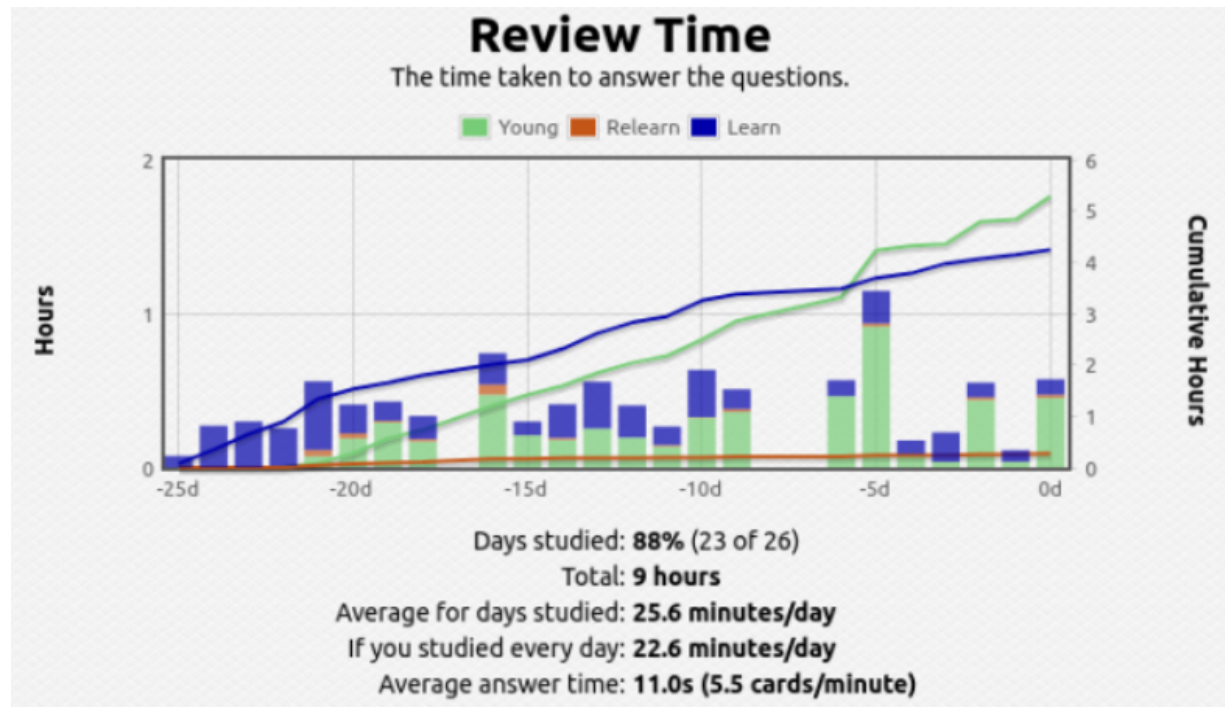 Review Time
The time taken to answer the questions.
Young Relearn Learn
2
1
0
Hours
6
5
4
3
2
1
0
Cumulative Hours
-25d -20d -15d -10d -5d 0d
Days studied: 88% (23 of 26)
Total: 9 hours
Average for days studied: 25.6 minutes/day
If you studied every day: 22.6 minutes/day
Average answer time: 11.0s (5.5 cards/minute)